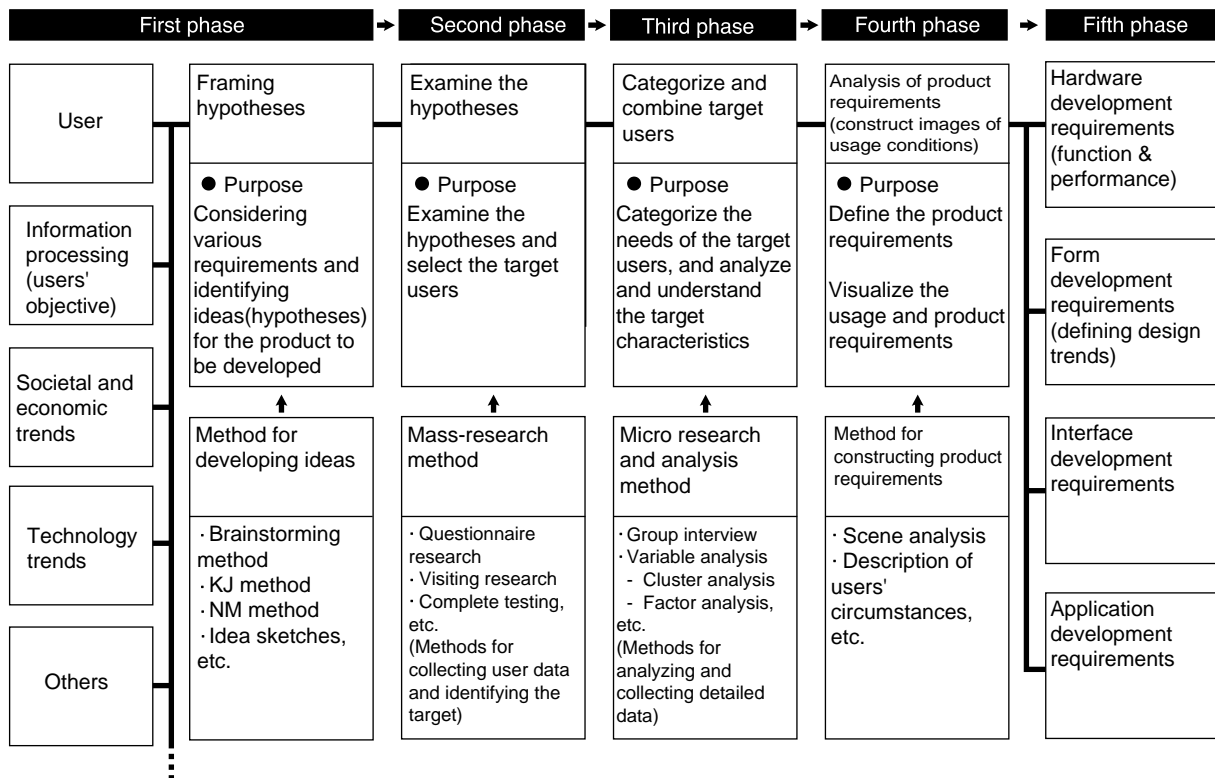 First phase
Second phase
Third phase
Fourth phase
Fifth phase
User
Information
processing
(users'
objective)
Societal and
economic
trends
Technology
trends
Others
Framing
hypotheses
● Purpose
Considering
various
requirements and
identifying
ideas(hypotheses)
for the product to
be developed
Method for
developing ideas
· Brainstorming
method
· KJ method
· NM method
· Idea sketches,
etc.
Examine the
hypotheses
● Purpose
Examine the
hypotheses and
select the target
users
Mass-research
method
· Questionnaire
research
· Visiting research
· Complete testing,
etc.
(Methods for
collecting user data
and identifying the
target)
Categorize and
combine target
users
● Purpose
Categorize the
needs of the target
users, and analyze
and understand
the target
characteristics
Micro research
and analysis
method
· Group interview
· Variable analysis
- Cluster analysis
- Factor analysis,
etc.
(Methods for
analyzing and
collecting detailed
data)
Analysis of product
requirements
(construct images of
usage conditions)
● Purpose
Define the product
requirements
Visualize the
usage and product
requirements
Method for
constructing product
requirements
· Scene analysis
· Description of
users'
circumstances,
etc.
Hardware
development
requirements
(function &
performance)
Form
development
requirements
(defining design
trends)
Interface
development
requirements
Application
development
requirements